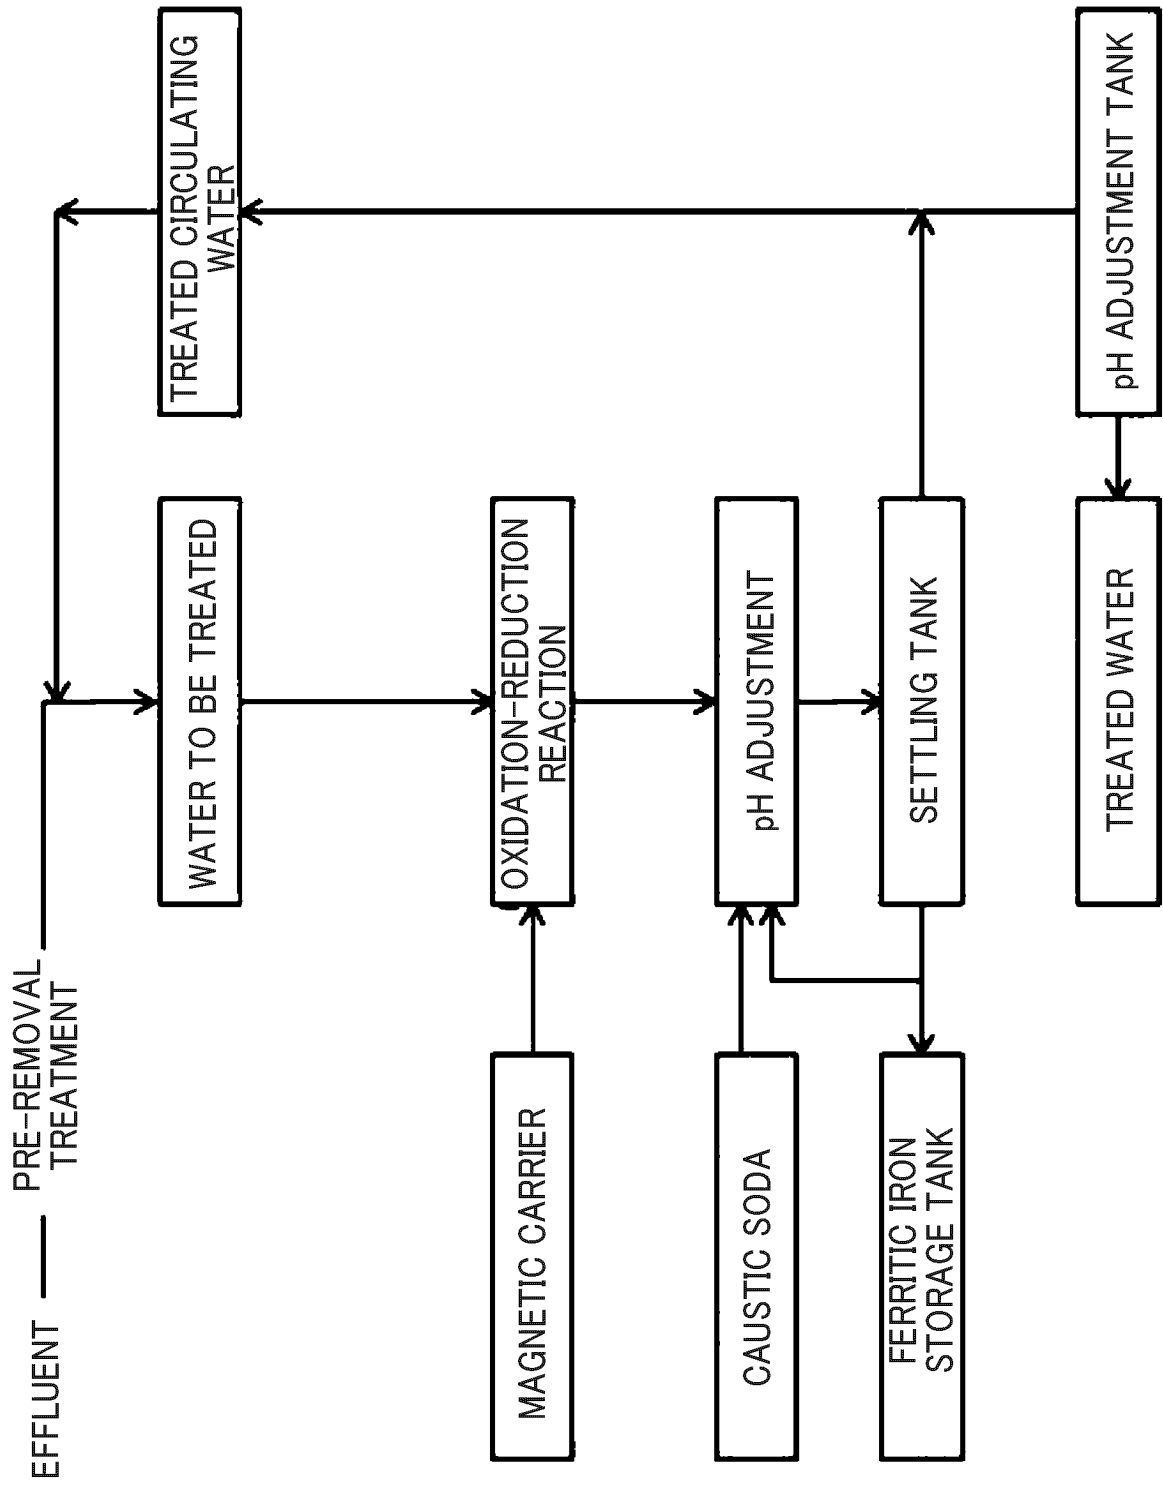 EFFLUENT
PRE-REMOVAL
TREATMENT
WATER TO BE TREATED
TREATED CIRCULATING
WATER
MAGNETIC CARRIER
OXIDATION-REDUCTION
REACTION
CAUSTIC SODA
pH ADJUSTMENT
FERRITIC IRON
STORAGE TANK
SETTLING TANK
TREATED WATER
pH ADJUSTMENT TANK